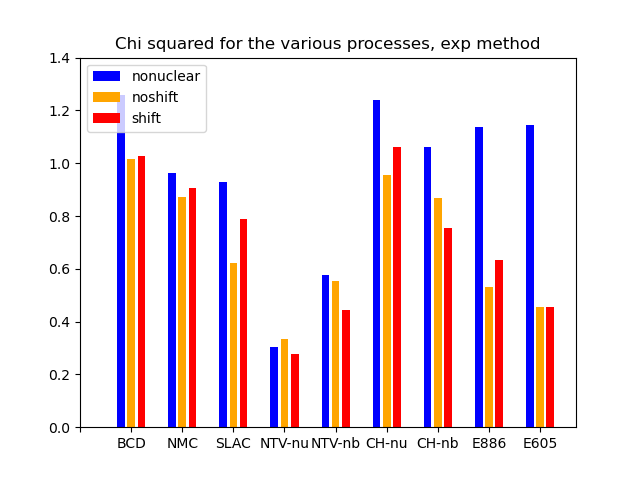 Chi squared for the various processes, exp method
nonuclear
noshift
shift
1.4
1.2
1.0
0.8
0.6
0.4
0.2
0.0
BCD NMC SLAC NTV-nu NTV-nb CH-nu CH-nb E886 E605